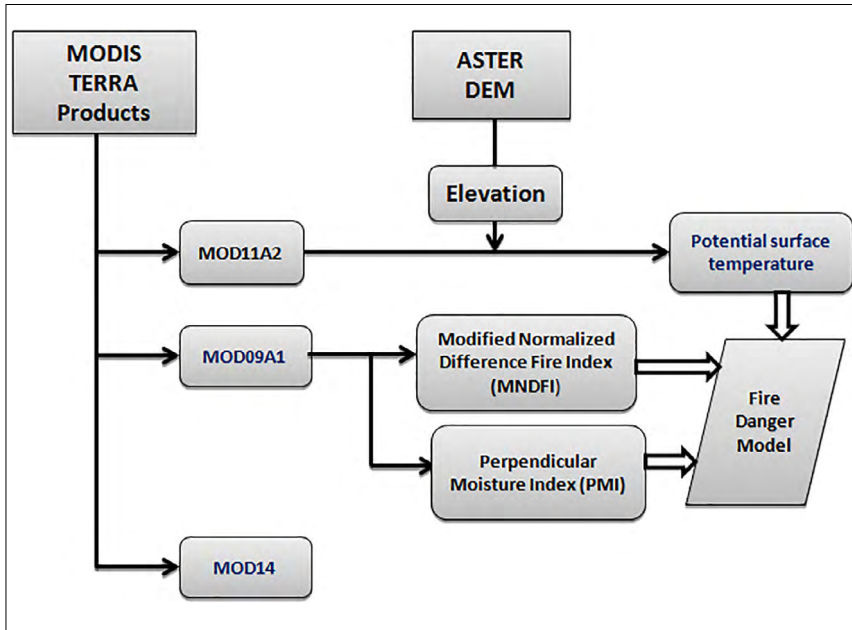 MODIS
TERRA
Products
ASTER
DEM
Elevation
MOD11A2
Potential surface
temperature
MOD09A1
Modified Normalized
Difference Fire Index
(MNDFI)
Fire
Danger
Model
Perpendicular
Moisture Index (PMI)
MOD14